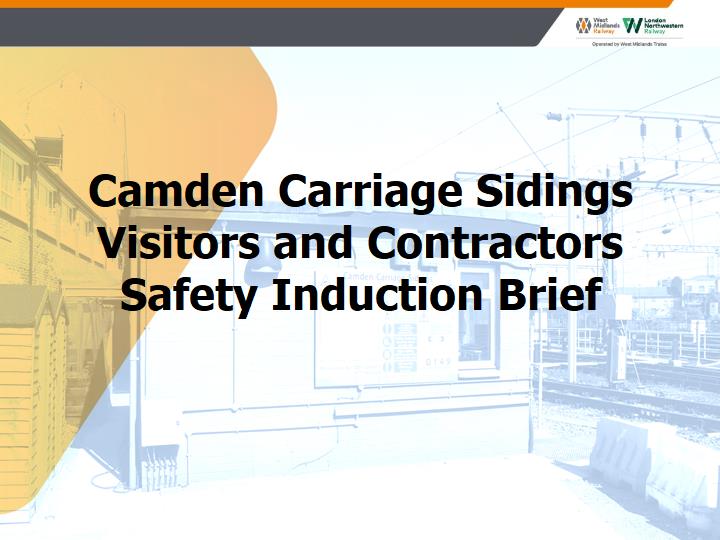 West
Midlands
Railway
London
Northwestern
Railway
Operated by West Midlands Trains
Camden Carriage Sidings
Visitors and Contractors
Safety Induction Brief